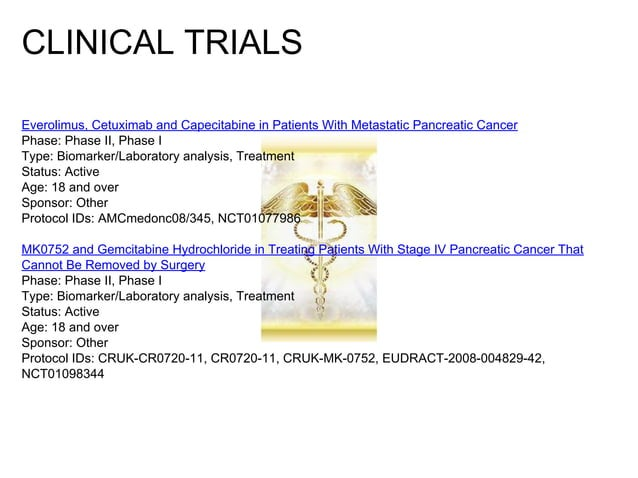 CLINICAL TRIALS
Everolimus, Cetuximab and Capecitabine in Patients With Metastatic Pancreatic Cancer
Phase: Phase II, Phase I
Type: Biomarker/Laboratory analysis, Treatment
Status: Active
Age: 18 and over
Sponsor: Other
Protocol IDs: AMCmedonc08/345, NCT01077986
MK0752 and Gemcitabine Hydrochloride in Treating Patients With Stage IV Pancreatic Cancer That
Cannot Be Removed by Surgery
Phase: Phase II, Phase I
Type: Biomarker/Laboratory analysis, Treatment
Status: Active
Age: 18 and over
Sponsor: Other
Protocol IDs: CRUK-CR0720-11, CR0720-11, CRUK-MK-0752, EUDRACT-2008-004829-42,
NCT01098344